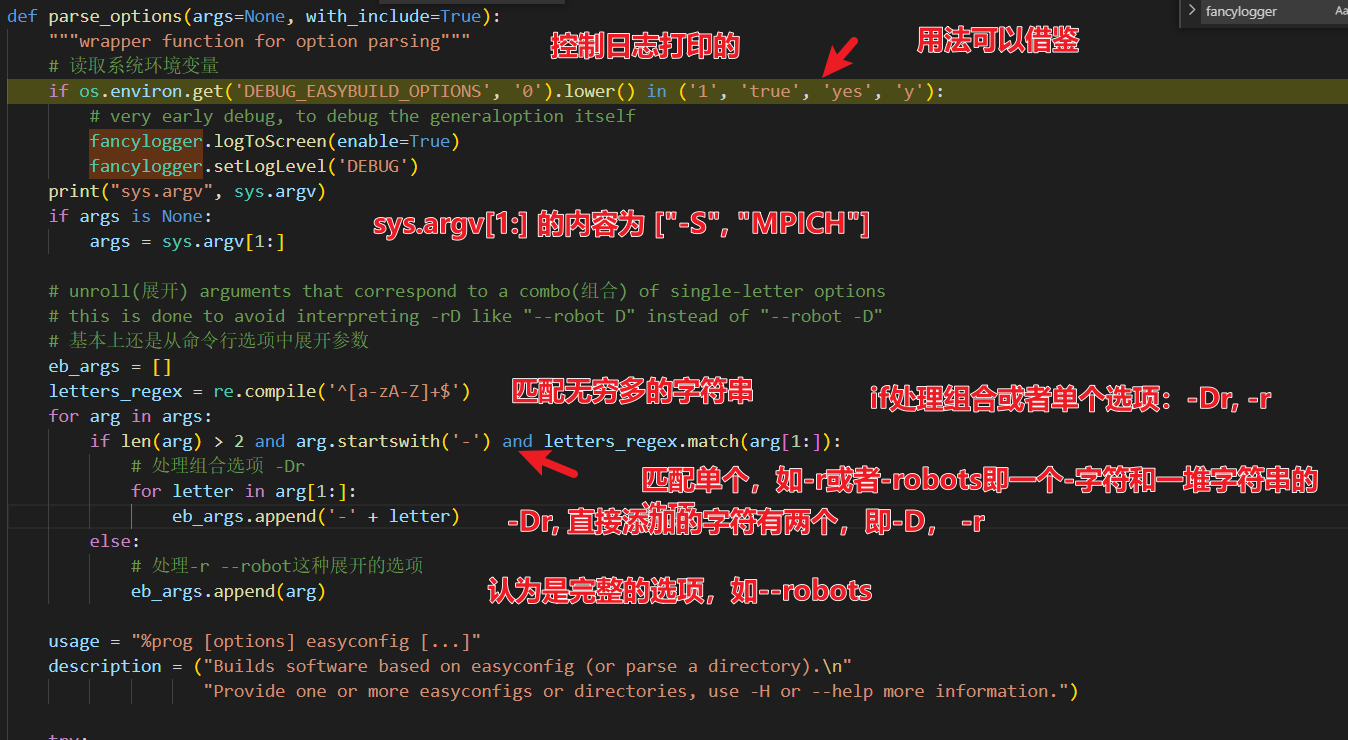 def parse_options(args=None, with_include=True):
fancylogger
Aa
"""wrapper function for option parsing"""
控制日志打印的
用法可以借鉴
# 读取系统环境变量
if os.environ.get('DEBUG_EASYBUILD_OPTIONS', '0').lower() in ('1', 'true', 'yes', 'y'):
# very early debug, to debug the generaloption itself
fancylogger.logToScreen(enable=True)
fancylogger.setLogLevel('DEBUG')
print("sys.argv", sys.argv)
if args is None:
sys.argv[1:] 的内容为 ["-S", "MPICH"]
args = sys.argv[1:]
# unroll(展开) arguments that correspond to a combo(组合) of single-letter options
# this is done to avoid interpreting -rD like "--robot D" instead of "--robot -D"
# 基本上还是从命令行选项中展开参数
eb_args = []
letters_regex = re.compile('^[a-zA-Z]+$')
匹配无穷多的字符串
if处理组合或者单个选项：-Dr, -r
for arg in args:
if len(arg) > 2 and arg.startswith('-') and letters_regex.match(arg[1:]):
# 处理组合选项 -Dr
匹配单个，如-r或者-robots即一个-字符和一堆字符串的
选项
for letter in arg[1:]:
eb_args.append('-' + letter)
-Dr, 直接添加的字符有两个，即-D， -r
else:
# 处理-r --robot这种展开的选项
eb_args.append(arg)
认为是完整的选项，如--robots
usage = "%prog [options] easyconfig [...]"
description = ("Builds software based on easyconfig (or parse a directory).\n"
"Provide one or more easyconfigs or directories, use -H or --help more information.")
try: